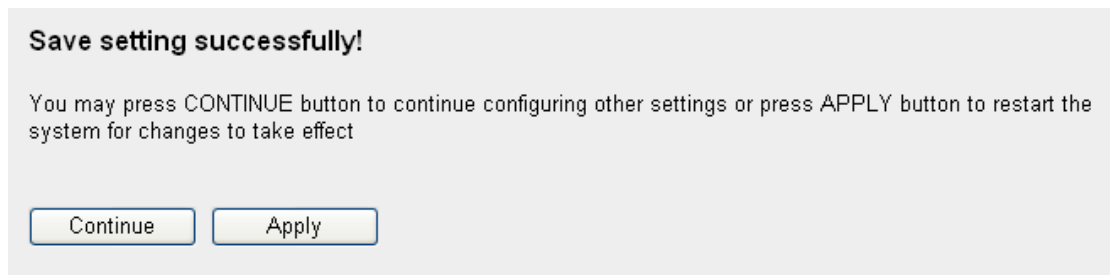 Save setting successfully!
You may press CONTINUE button to continue configuring other settings or press APPLY button to restart the
system for changes to take effect
Continue Apply